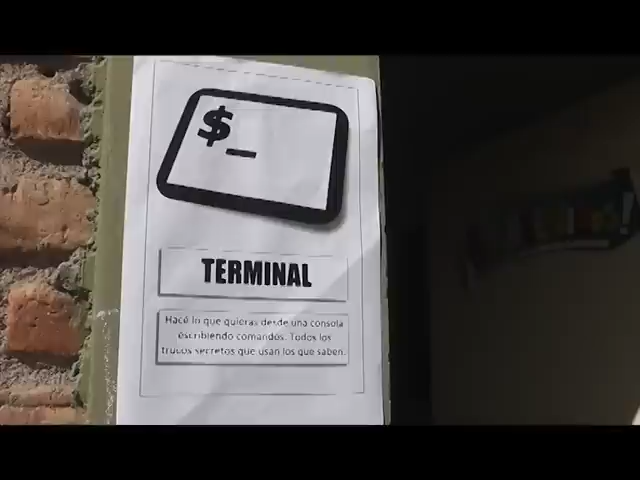 $_
TERMINAL
Hacé lo que quieras desde una consola
escribiendo comandos. Todos los
trucos secretos que usan los que saben.